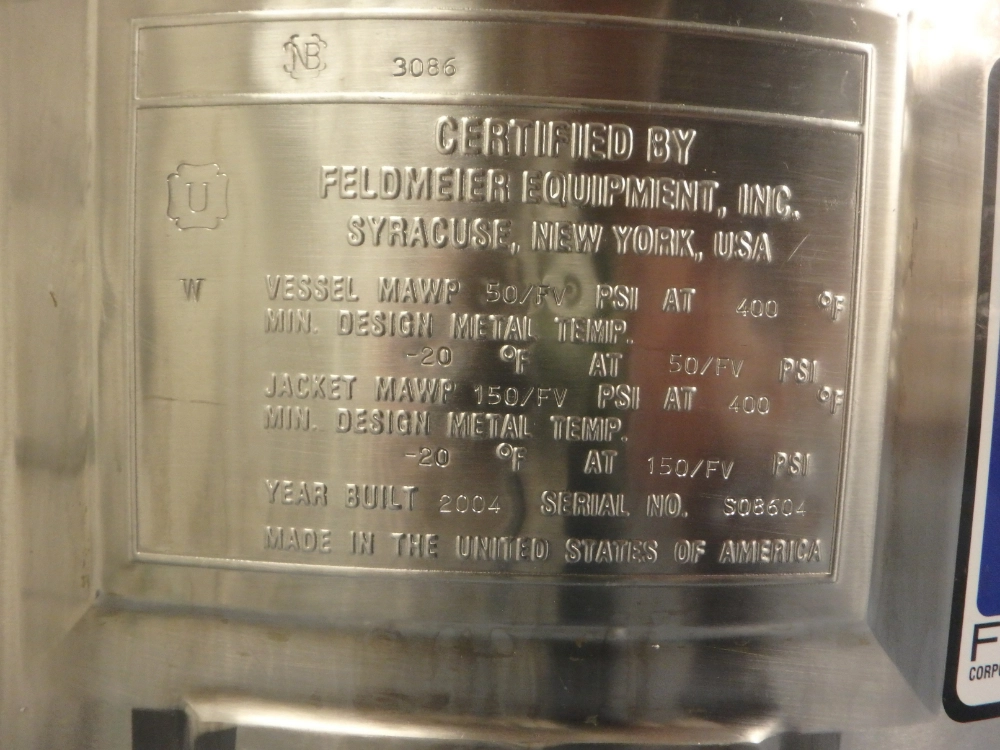 NB 3086
CERTIFIED BY
U FELDMEIER EQUIPMENT, INC.
SYRACUSE, NEW YORK, USA
W VESSEL MAWP 50/FV PSI AT 400 °F
MIN. DESIGN METAL TEMP.
-20 °F AT 50/FV PSI
JACKET MAWP 150/FV PSI AT 400 °F
MIN. DESIGN METAL TEMP.
-20 °F AT 150/FV PSI
YEAR BUILT 2004 SERIAL NO. S08604
MADE IN THE UNITED STATES OF AMERICA